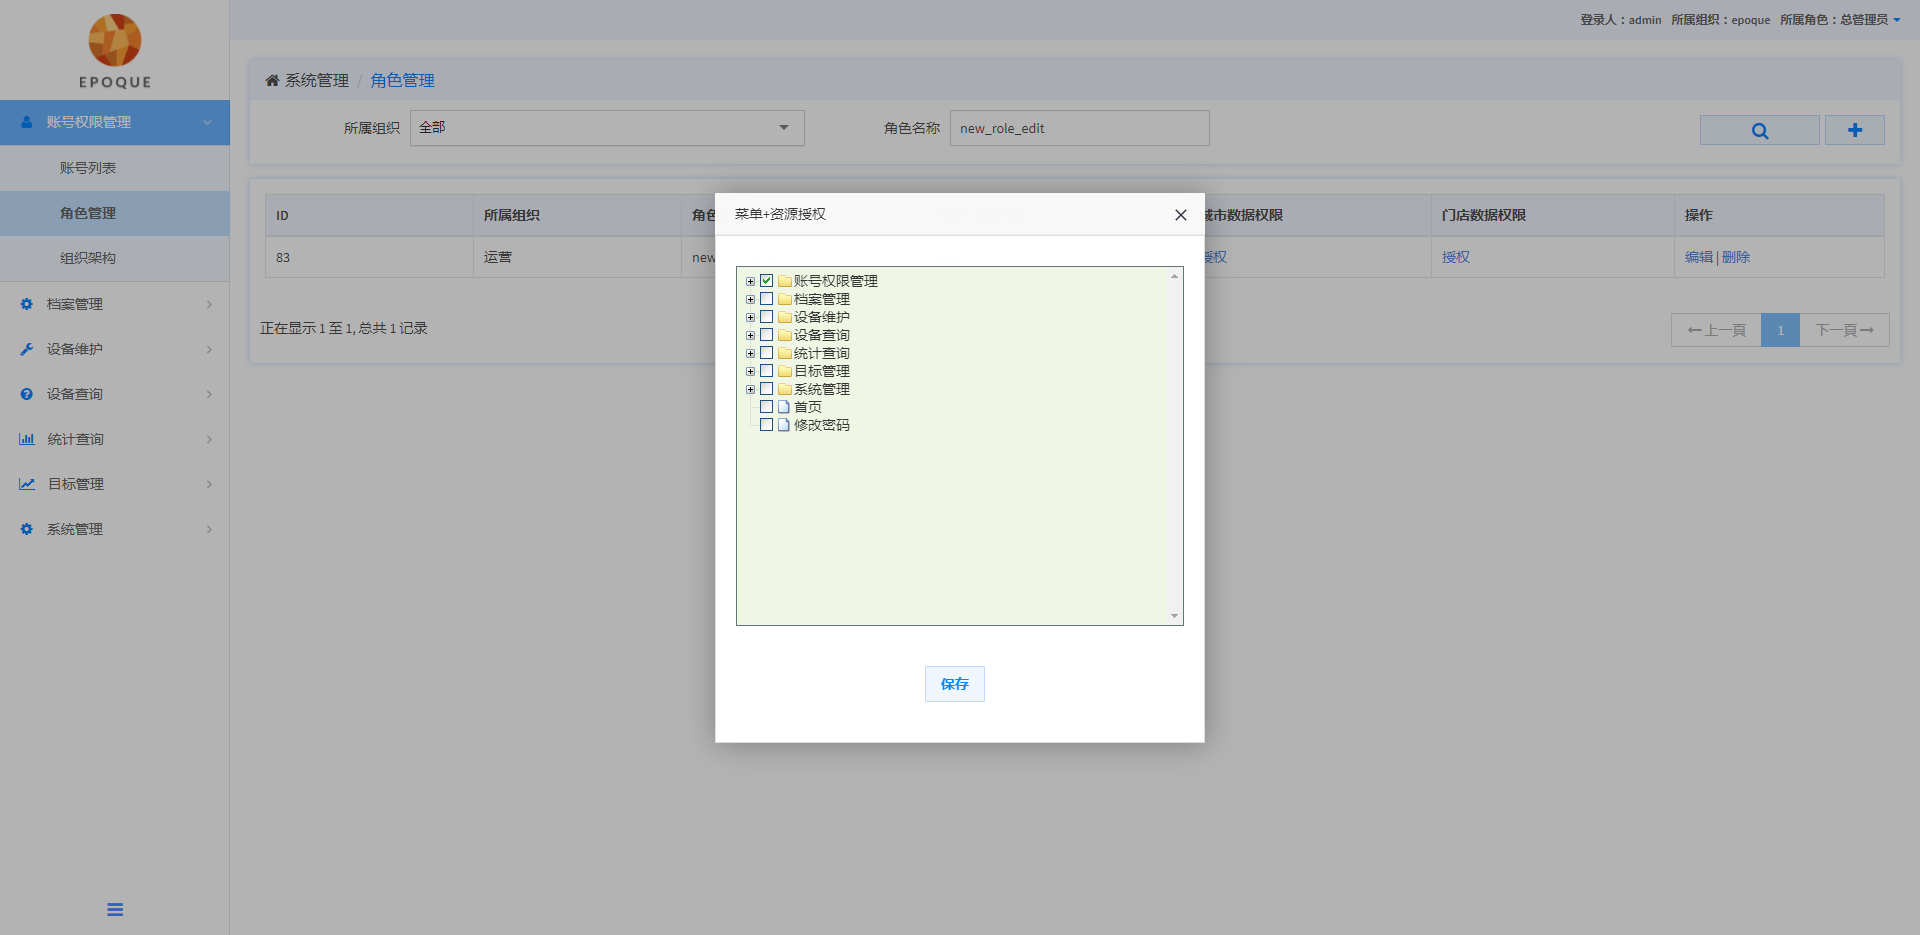 EPOQUE
登录人：admin 所属组织：epoque 所属角色：总管理员
账号权限管理
账号列表
角色管理
组织架构
档案管理
设备维护
设备查询
统计查询
目标管理
系统管理
系统管理 / 角色管理
所属组织 全部 角色名称 new_role_edit
ID 所属组织 角色 市数据权限 门店数据权限 操作
83 运营 new 授权 授权 编辑|删除
正在显示 1 至 1, 总共 1 记录
上一頁 1 下一頁
菜单+资源授权
账号权限管理
档案管理
设备维护
设备查询
统计查询
目标管理
系统管理
首页
修改密码
保存